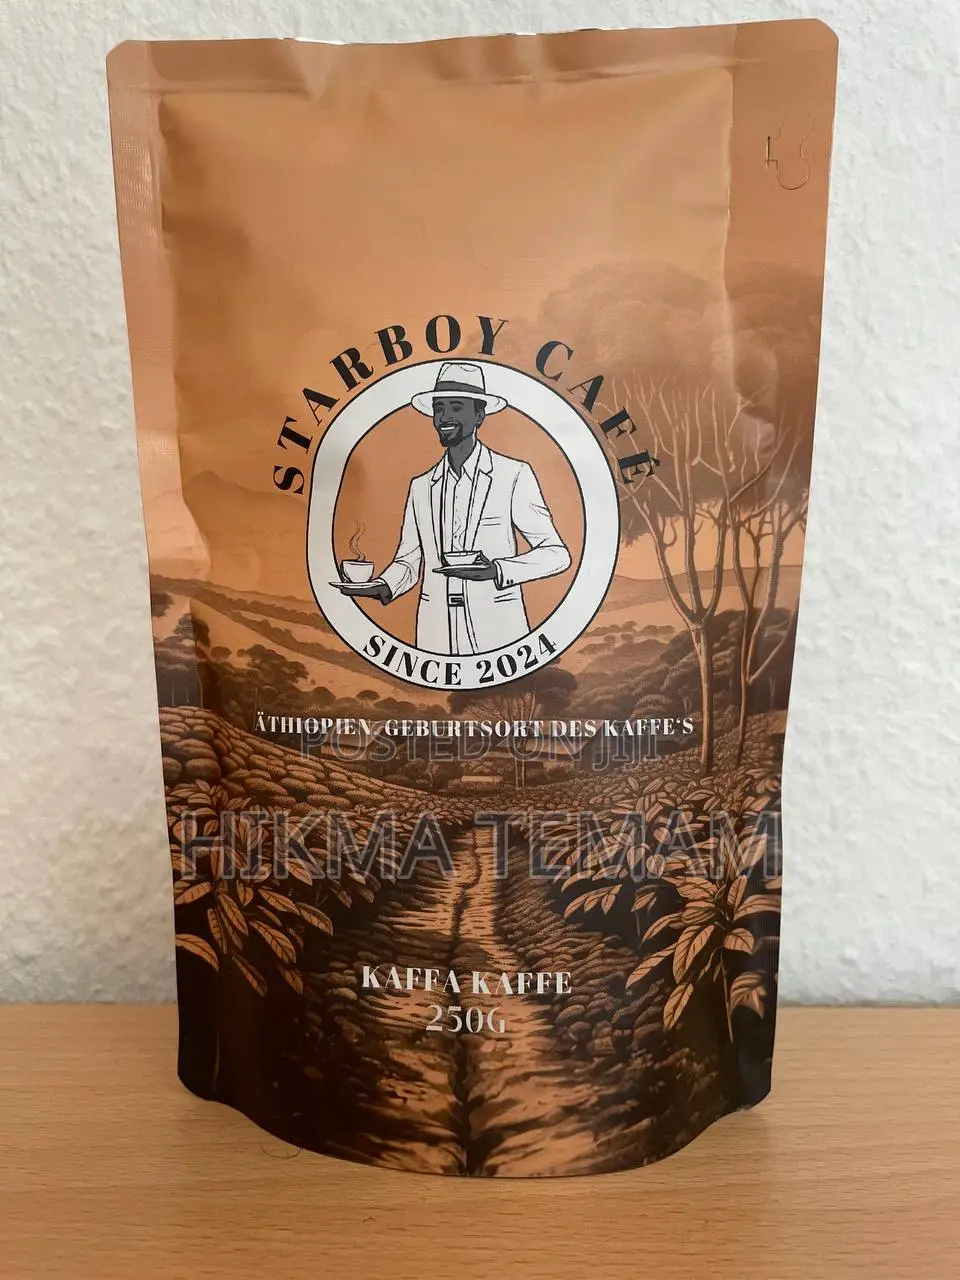 STARBOY CAFÉ
SINCE 2024
ÄTHIOPIEN, GEBURTSORT DES KAFFE'S
POSTED ON JIJI
HIKMA TEMAM
KAFFA KAFFE
250G